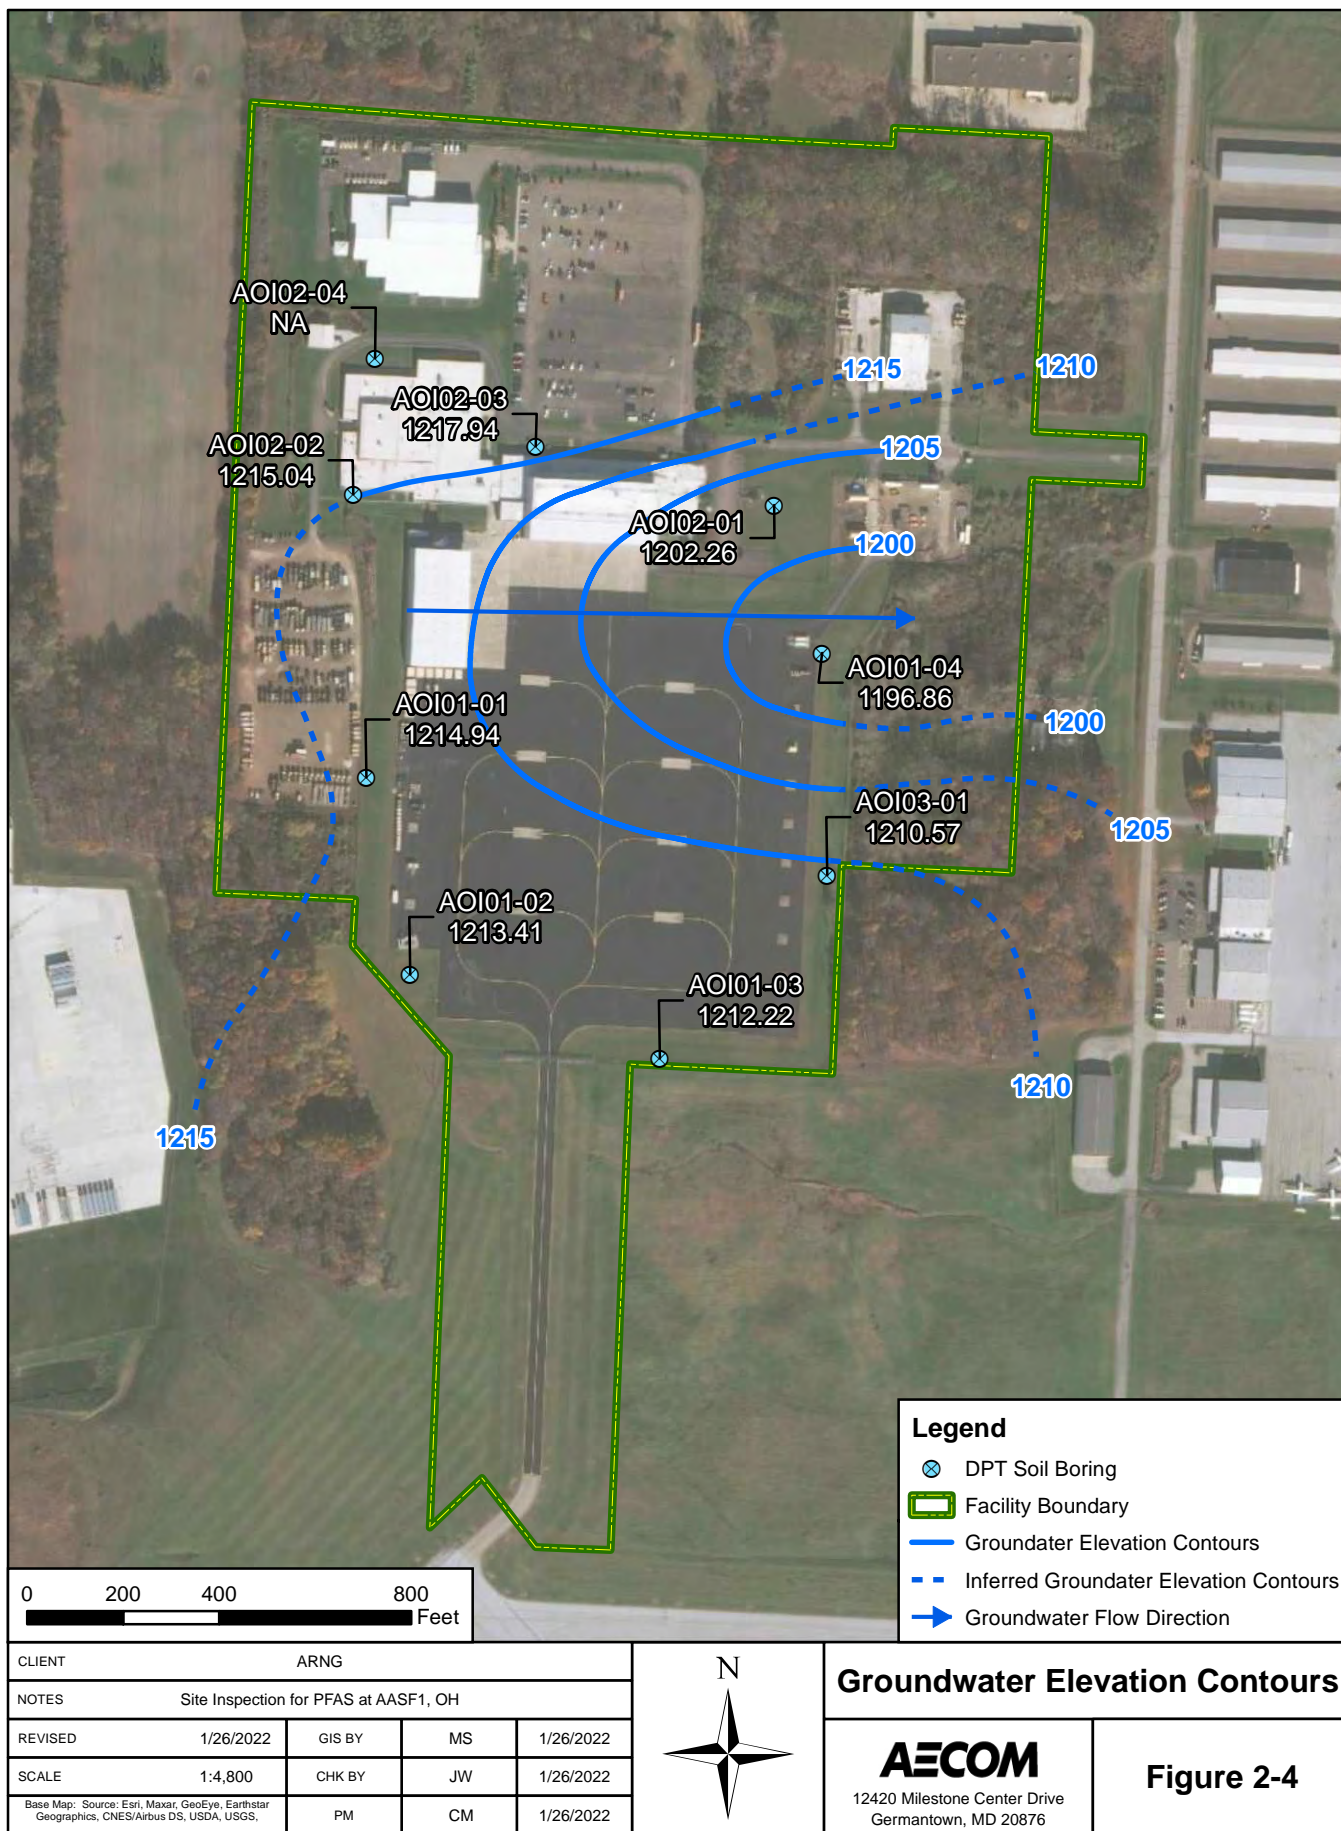 AOI02-04
NA
AOI02-03
1217.94
AOI02-02
1215.04
1215
1210
1205
AOI02-01
1202.26
1200
AOI01-04
1196.86
AOI01-01
1214.94
1200
AOI03-01
1210.57
1205
AOI01-02
1213.41
AOI01-03
1212.22
1210
1215
Legend
DPT Soil Boring
Facility Boundary
Groundater Elevation Contours
Inferred Groundater Elevation Contours
Groundwater Flow Direction
0 200 400 800
Feet
CLIENT ARNG
NOTES Site Inspection for PFAS at AASF1, OH
REVISED 1/26/2022 GIS BY MS 1/26/2022
SCALE 1:4,800 CHK BY JW 1/26/2022
Base Map: Source: Esri, Maxar, GeoEye, Earthstar
Geographics, CNES/Airbus DS, USDA, USGS,
PM CM 1/26/2022
N
Groundwater Elevation Contours
AECOM
12420 Milestone Center Drive
Germantown, MD 20876
Figure 2-4